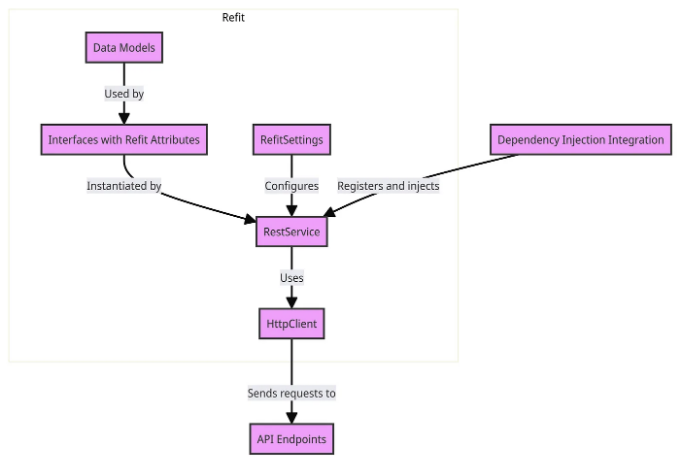 Refit
Data Models
Used by
Interfaces with Refit Attributes
RefitSettings
Dependency Injection Integration
Instantiated by
Configures
Registers and injects
RestService
Uses
HttpClient
Sends requests to
API Endpoints